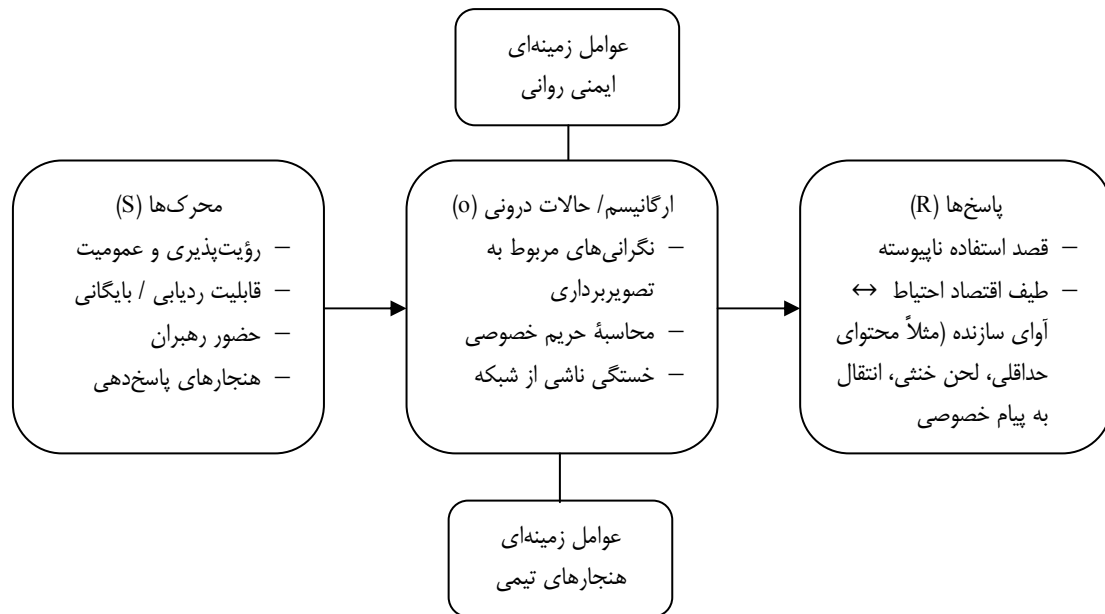 عوامل زمینه‌ای
ایمنی روانی
محرک‌ها (S)
– رؤیت‌پذیری و عمومیت
– قابلیت ردیابی / بایگانی
– حضور رهبران
– هنجارهای پاسخ‌دهی
ارگانیسم/ حالات درونی (o)
– نگرانی‌های مربوط به
تصویربرداری
– محاسبهٔ حریم خصوصی
– خستگی ناشی از شبکه
پاسخ‌ها (R)
– قصد استفاده ناپیوسته
– طیف اقتصاد احتیاط ↔
آوای سازنده (مثلاً محتوای
حداقلی، لحن خنثی، انتقال
به پیام خصوصی
عوامل زمینه‌ای
هنجارهای تیمی